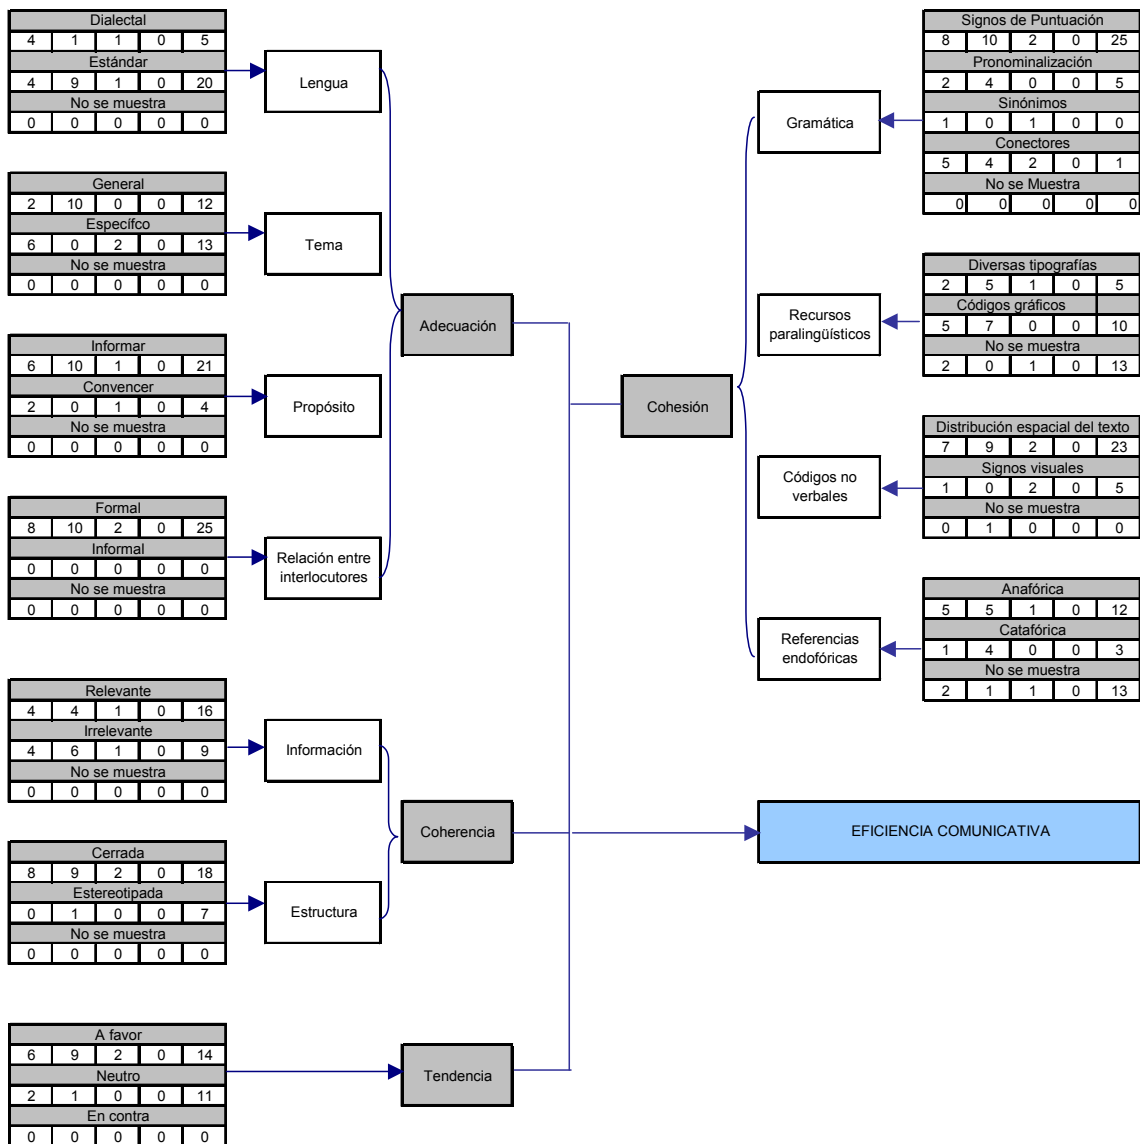 Dialectal
4 1 1 0 5
Estándar
4 9 1 0 20
No se muestra
0 0 0 0 0
Lengua
General
2 10 0 0 12
Específco
6 0 2 0 13
No se muestra
0 0 0 0 0
Tema
Informar
6 10 1 0 21
Convencer
2 0 1 0 4
No se muestra
0 0 0 0 0
Propósito
Formal
8 10 2 0 25
Informal
0 0 0 0 0
No se muestra
0 0 0 0 0
Relación entre
interlocutores
Adecuación
Relevante
4 4 1 0 16
Irrelevante
4 6 1 0 9
No se muestra
0 0 0 0 0
Información
Cerrada
8 9 2 0 18
Estereotipada
0 1 0 0 7
No se muestra
0 0 0 0 0
Estructura
Coherencia
A favor
6 9 2 0 14
Neutro
2 1 0 0 11
En contra
0 0 0 0 0
Tendencia
Cohesión
Gramática
Signos de Puntuación
8 10 2 0 25
Pronominalización
2 4 0 0 5
Sinónimos
1 0 1 0 0
Conectores
5 4 2 0 1
No se Muestra
0 0 0 0 0
Recursos
paralingüísticos
Diversas tipografías
2 5 1 0 5
Códigos gráficos
5 7 0 0 10
No se muestra
2 0 1 0 13
Códigos no
verbales
Distribución espacial del texto
7 9 2 0 23
Signos visuales
1 0 2 0 5
No se muestra
0 1 0 0 0
Referencias
endofóricas
Anafórica
5 5 1 0 12
Catafórica
1 4 0 0 3
No se muestra
2 1 1 0 13
EFICIENCIA COMUNICATIVA